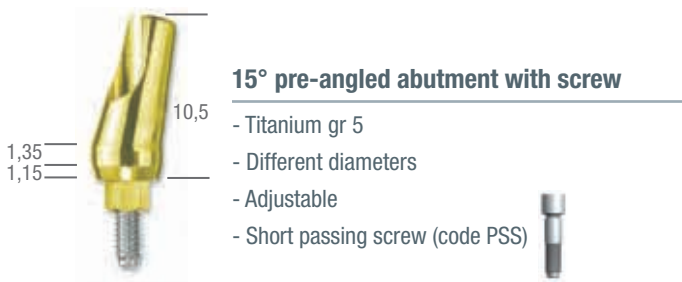 15° pre-angled abutment with screw
10,5
- Titanium gr 5
1,35
- Different diameters
1,15
- Adjustable
- Short passing screw (code PSS)